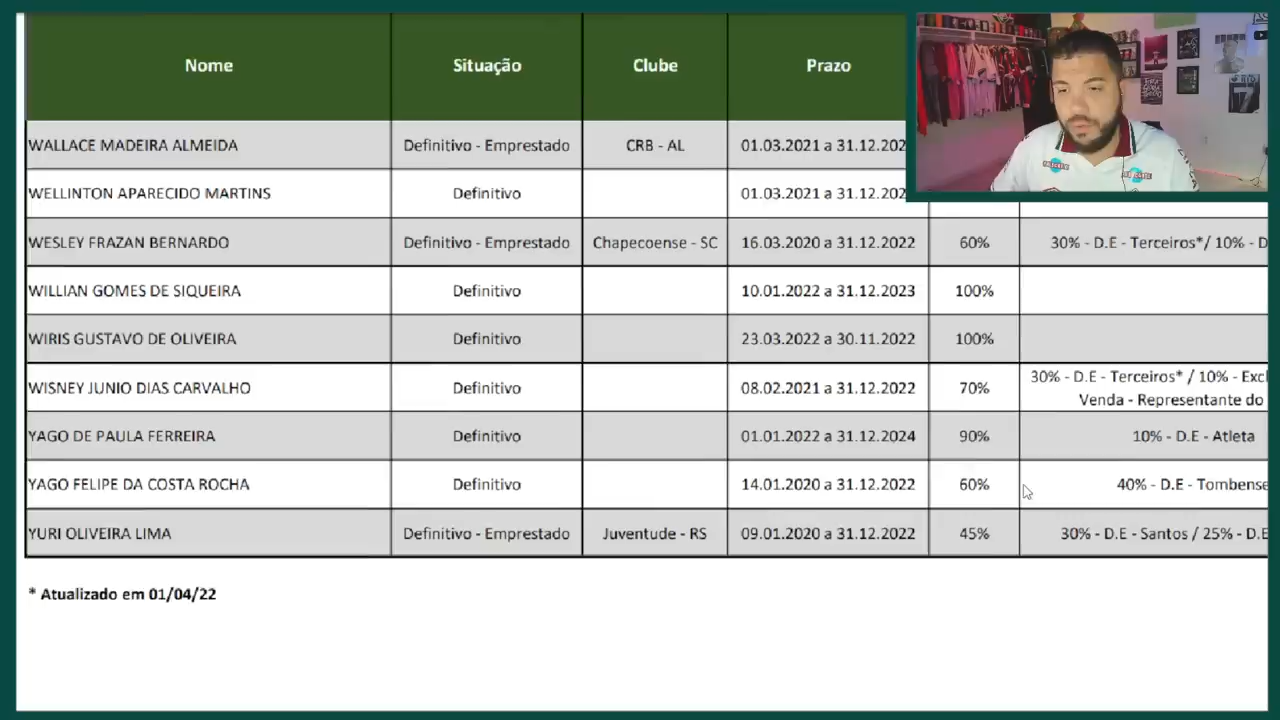 Nome Situação Clube Prazo
WALLACE MADEIRA ALMEIDA Definitivo - Emprestado CRB - AL 01.03.2021 a 31.12.202
WELLINTON APARECIDO MARTINS Definitivo 01.03.2021 a 31.12.202
WESLEY FRAZAN BERNARDO Definitivo - Emprestado Chapecoense - SC 16.03.2020 a 31.12.2022 60% 30% - D.E - Terceiros*/ 10% - D
WILLIAN GOMES DE SIQUEIRA Definitivo 10.01.2022 a 31.12.2023 100%
WIRIS GUSTAVO DE OLIVEIRA Definitivo 23.03.2022 a 30.11.2022 100%
WISNEY JUNIO DIAS CARVALHO Definitivo 08.02.2021 a 31.12.2022 70% 30% - D.E - Terceiros* / 10% - Excl
Venda - Representante do
YAGO DE PAULA FERREIRA Definitivo 01.01.2022 a 31.12.2024 90% 10% - D.E - Atleta
YAGO FELIPE DA COSTA ROCHA Definitivo 14.01.2020 a 31.12.2022 60% 40% - D.E - Tombense
YURI OLIVEIRA LIMA Definitivo - Emprestado Juventude - RS 09.01.2020 a 31.12.2022 45% 30% - D.E - Santos / 25% - D.E
* Atualizado em 01/04/22
7